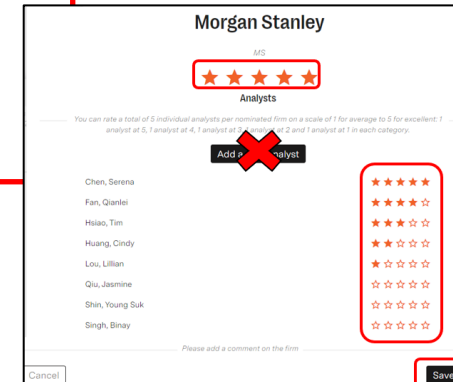 Morgan Stanley
MS
Analysts
You can rate a total of 5 individual analysts per nominated firm on a scale of 1 for average to 5 for excellent: 1
analyst at 5, 1 analyst at 4, 1 analyst at 3, 1 analyst at 2 and 1 analyst at 1 in each category.
Add a
Chen, Serena
Fan, Qianlei
Hsiao, Tim
Huang, Cindy
Lou, Lillian
Qiu, Jasmine
Shin, Young Suk
Singh, Binay
Please add a comment on the firm
Cancel
Save